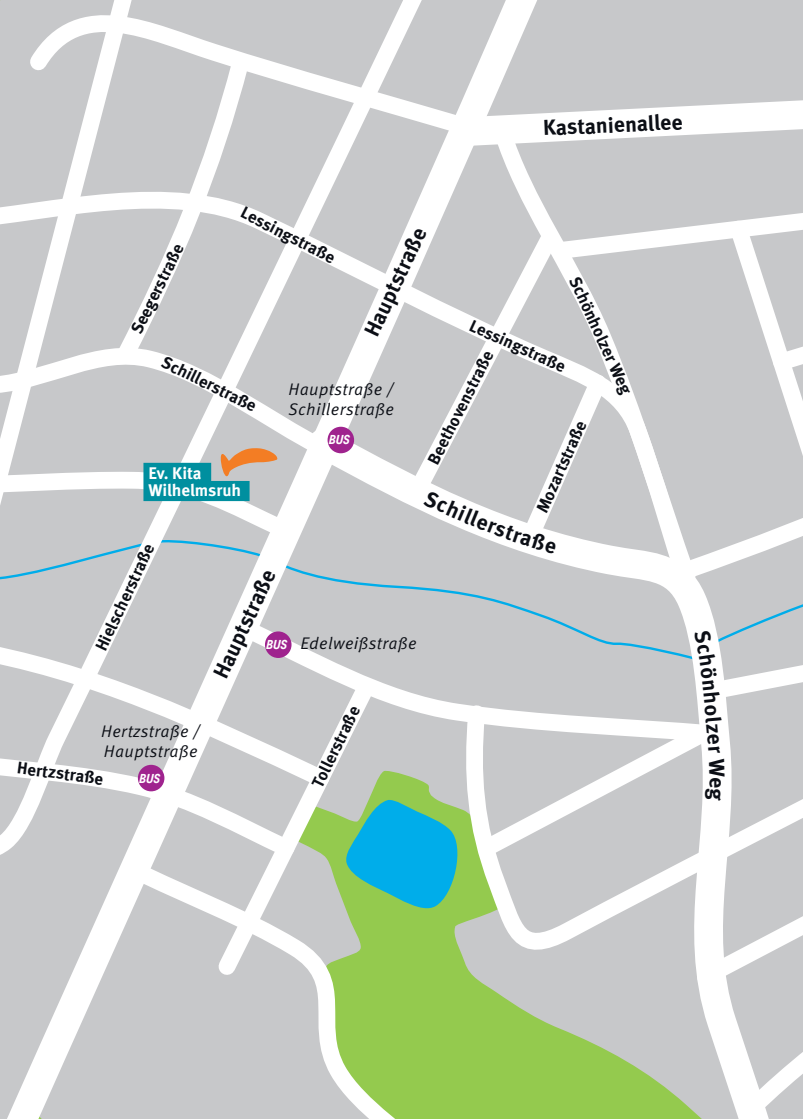 Kastanienallee
Lessingstraße
Hauptstraße
Seegerstraße
Schönholzer Weg
Lessingstraße
Schillerstraße
Hauptstraße /
Schillerstraße
BUS
Beethovenstraße
Mozartstraße
Ev. Kita
Wilhelmsruh
Schillerstraße
Hielscherstraße
Hauptstraße
BUS
Edelweißstraße
Schönholzer Weg
Tollerstraße
Hertzstraße /
Hauptstraße
BUS
Hertzstraße